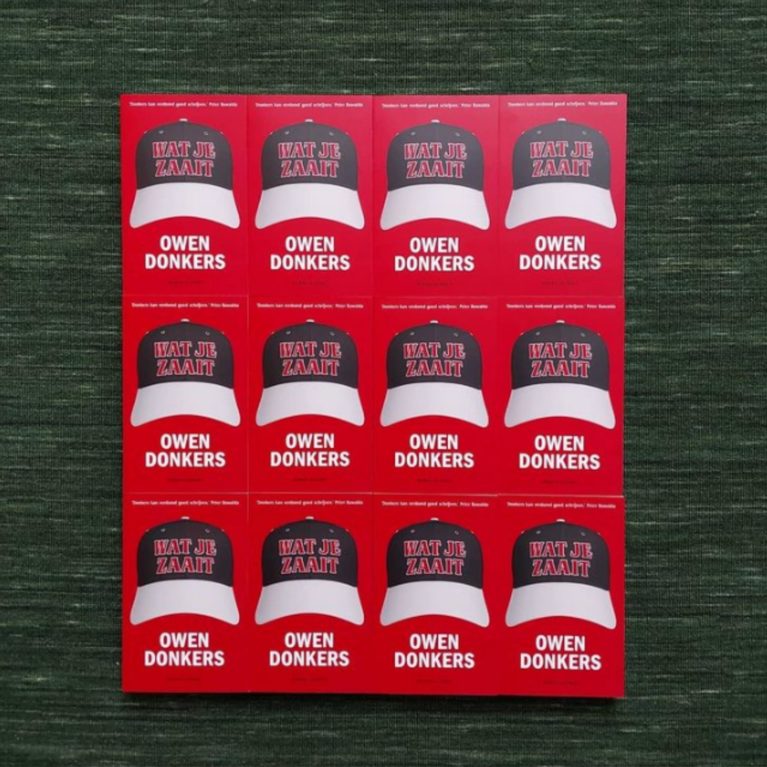 'Donkers kan verdomd goed schrijven.' Peter Buwalda 'Donkers kan verdomd goed schrijven.' Peter Buwalda 'Donkers kan verdomd goed schrijven.' Peter Buwalda 'Donkers kan verdomd goed schrijven.' Peter Buwalda
WAT JE WAT JE WAT JE WAT JE
ZAAIT ZAAIT ZAAIT ZAAIT
OWEN OWEN OWEN OWEN
DONKERS DONKERS DONKERS DONKERS
'Donkers kan verdomd goed schrijven.' Peter Buwalda 'Donkers kan verdomd goed schrijven.' Peter Buwalda 'Donkers kan verdomd goed schrijven.' Peter Buwalda 'Donkers kan verdomd goed schrijven.' Peter Buwalda
WAT JE WAT JE WAT JE WAT JE
ZAAIT ZAAIT ZAAIT ZAAIT
OWEN OWEN OWEN OWEN
DONKERS DONKERS DONKERS DONKERS
'Donkers kan verdomd goed schrijven.' Peter Buwalda 'Donkers kan verdomd goed schrijven.' Peter Buwalda 'Donkers kan verdomd goed schrijven.' Peter Buwalda 'Donkers kan verdomd goed schrijven.' Peter Buwalda
WAT JE WAT JE WAT JE WAT JE
ZAAIT ZAAIT ZAAIT ZAAIT
OWEN OWEN OWEN OWEN
DONKERS DONKERS DONKERS DONKERS